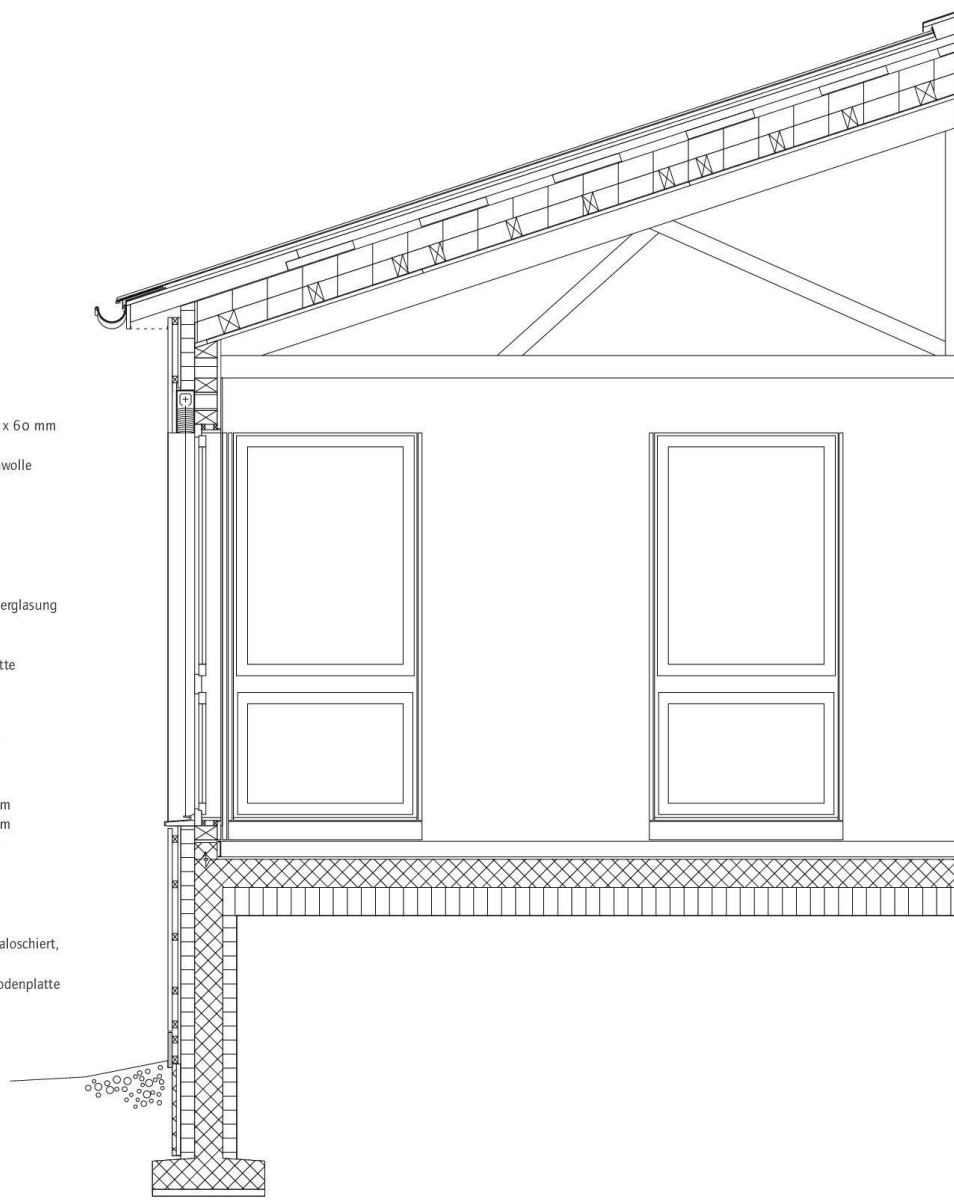 x 60 mm
wolle
erglasung
tte
m
m
aloschiert,
odenplatte